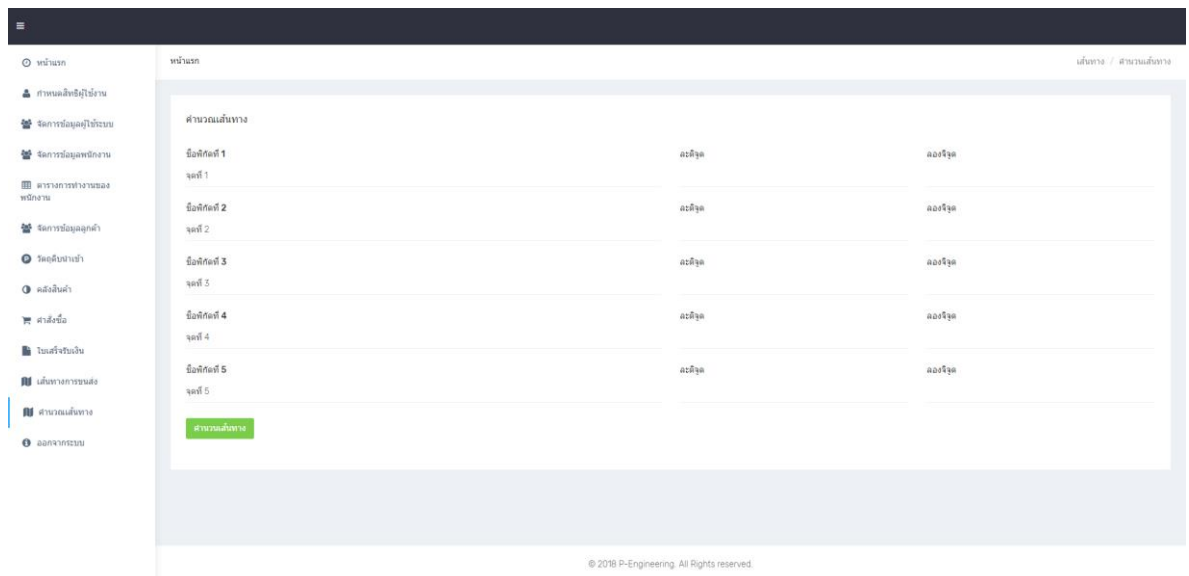 หน้าแรก
กำหนดสิทธิผู้ใช้งาน
จัดการข้อมูลผู้ใช้ระบบ
จัดการข้อมูลพนักงาน
ตารางการทำงานของ
พนักงาน
จัดการข้อมูลลูกค้า
วัตถุดิบนำเข้า
คลังสินค้า
คำสั่งซื้อ
ใบเสร็จรับเงิน
เส้นทางการขนส่ง
คำนวณเส้นทาง
ออกจากระบบ
หน้าแรก
เส้นทาง / คำนวนเส้นทาง
คำนวณเส้นทาง
ชื่อพิกัดที่ 1 ละติจูด ลองจิจูด
จุดที่ 1
ชื่อพิกัดที่ 2 ละติจูด ลองจิจูด
จุดที่ 2
ชื่อพิกัดที่ 3 ละติจูด ลองจิจูด
จุดที่ 3
ชื่อพิกัดที่ 4 ละติจูด ลองจิจูด
จุดที่ 4
ชื่อพิกัดที่ 5 ละติจูด ลองจิจูด
จุดที่ 5
คำนวนเส้นทาง
© 2018 P-Engineering. All Rights reserved.